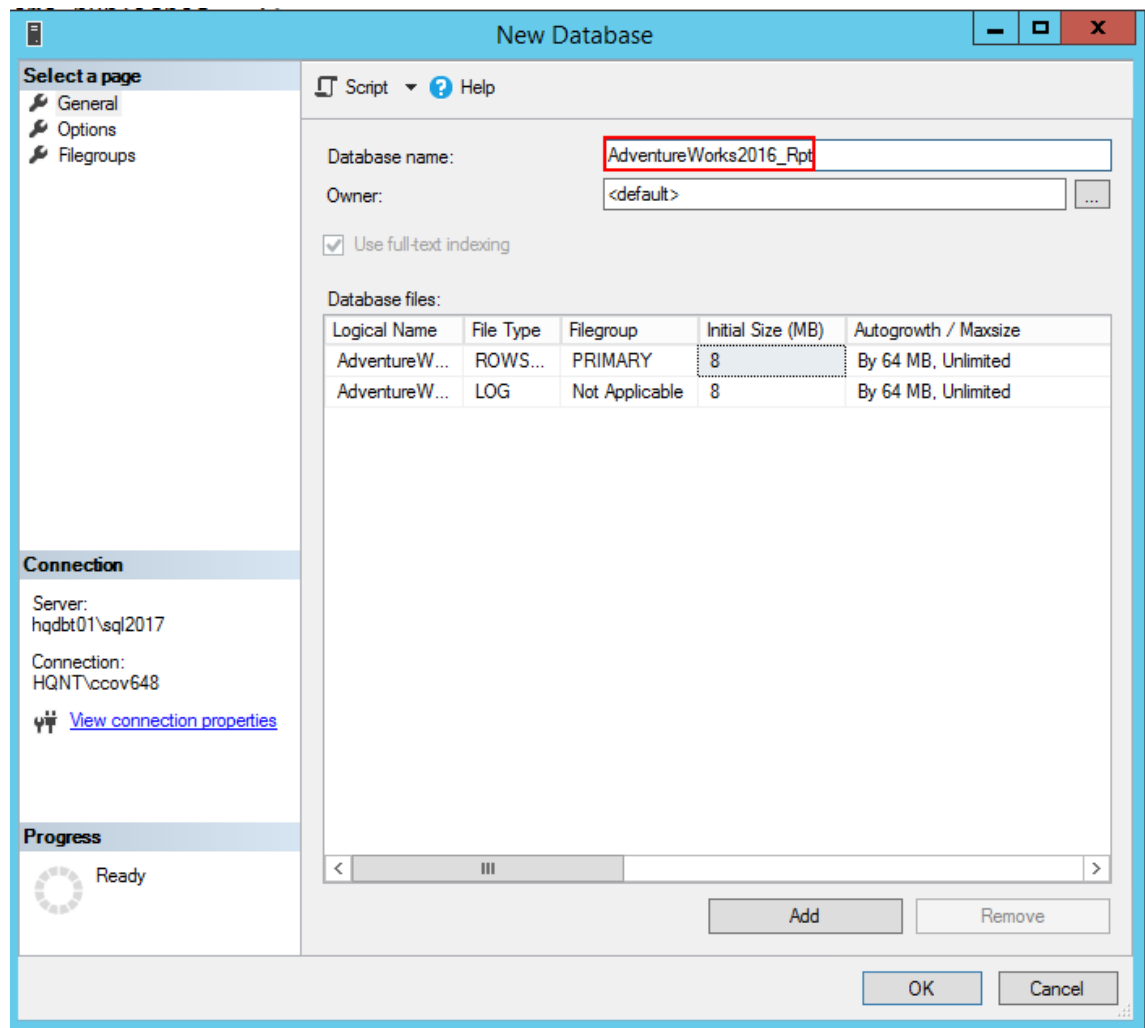 New Database
Select a page
General
Options
Filegroups
Script
Help
Database name:
AdventureWorks2016_Rpt
Owner:
<default>
...
Use full-text indexing
Database files:
Logical Name File Type Filegroup Initial Size (MB) Autogrowth / Maxsize
AdventureW... ROWS... PRIMARY 8 By 64 MB, Unlimited
AdventureW... LOG Not Applicable 8 By 64 MB, Unlimited
Connection
Server:
hqdbt01\sql2017
Connection:
HQNT\ccov648
View connection properties
Progress
Ready
Add
Remove
OK
Cancel